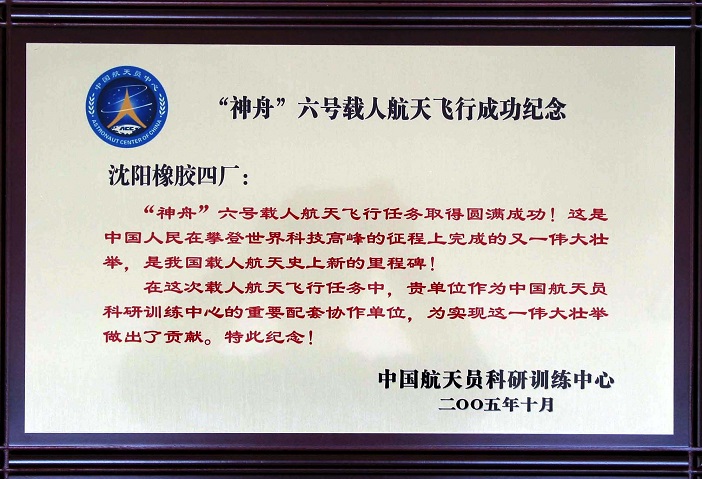 中国航天员中心
ACC
ASTRONAUT CENTER OF CHINA
“神舟”六号载人航天飞行成功纪念
沈阳橡胶四厂：
“神舟”六号载人航天飞行任务取得圆满成功！这是
中国人民在攀登世界科技高峰的征程上完成的又一伟大壮
举，是我国载人航天史上新的里程碑！
在这次载人航天飞行任务中，贵单位作为中国航天员
科研训练中心的重要配套协作单位，为实现这一伟大壮举
做出了贡献。特此纪念！
中国航天员科研训练中心
二OO五年十月